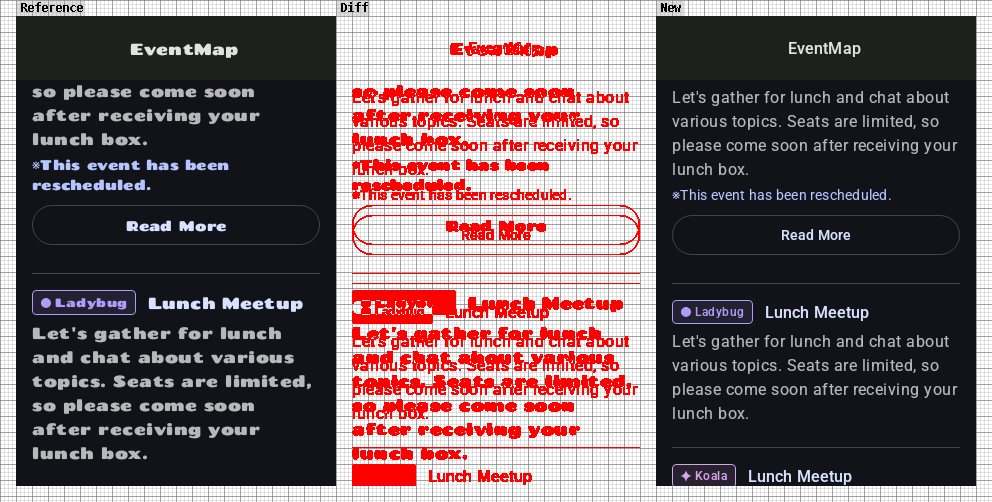 Reference
EventMap
so please come soon
after receiving your
lunch box.
※This event has been
rescheduled.
Read More
Ladybug Lunch Meetup
Let's gather for lunch
and chat about various
topics. Seats are limited,
so please come soon
after receiving your
lunch box.
Diff
EventMap
so please come soon
Let's gather for lunch and chat about
after receiving your
various topics. Seats are limited, so
lunch box.
please come soon after receiving your
※This event has been
lunch box.
rescheduled.
※This event has been rescheduled.
Read More
Read More
Lunch Meetup
Lunch Meetup
Let's gather for lunch
Let's gather for lunch and chat about
and chat about various
various topics. Seats are limited, so
topics. Seats are limited,
please come soon after receiving your
so please come soon
lunch box.
after receiving your
lunch box.
Lunch Meetup
New
EventMap
Let's gather for lunch and chat about
various topics. Seats are limited, so
please come soon after receiving your
lunch box.
※This event has been rescheduled.
Read More
Ladybug Lunch Meetup
Let's gather for lunch and chat about
various topics. Seats are limited, so
please come soon after receiving your
lunch box.
Koala Lunch Meetup